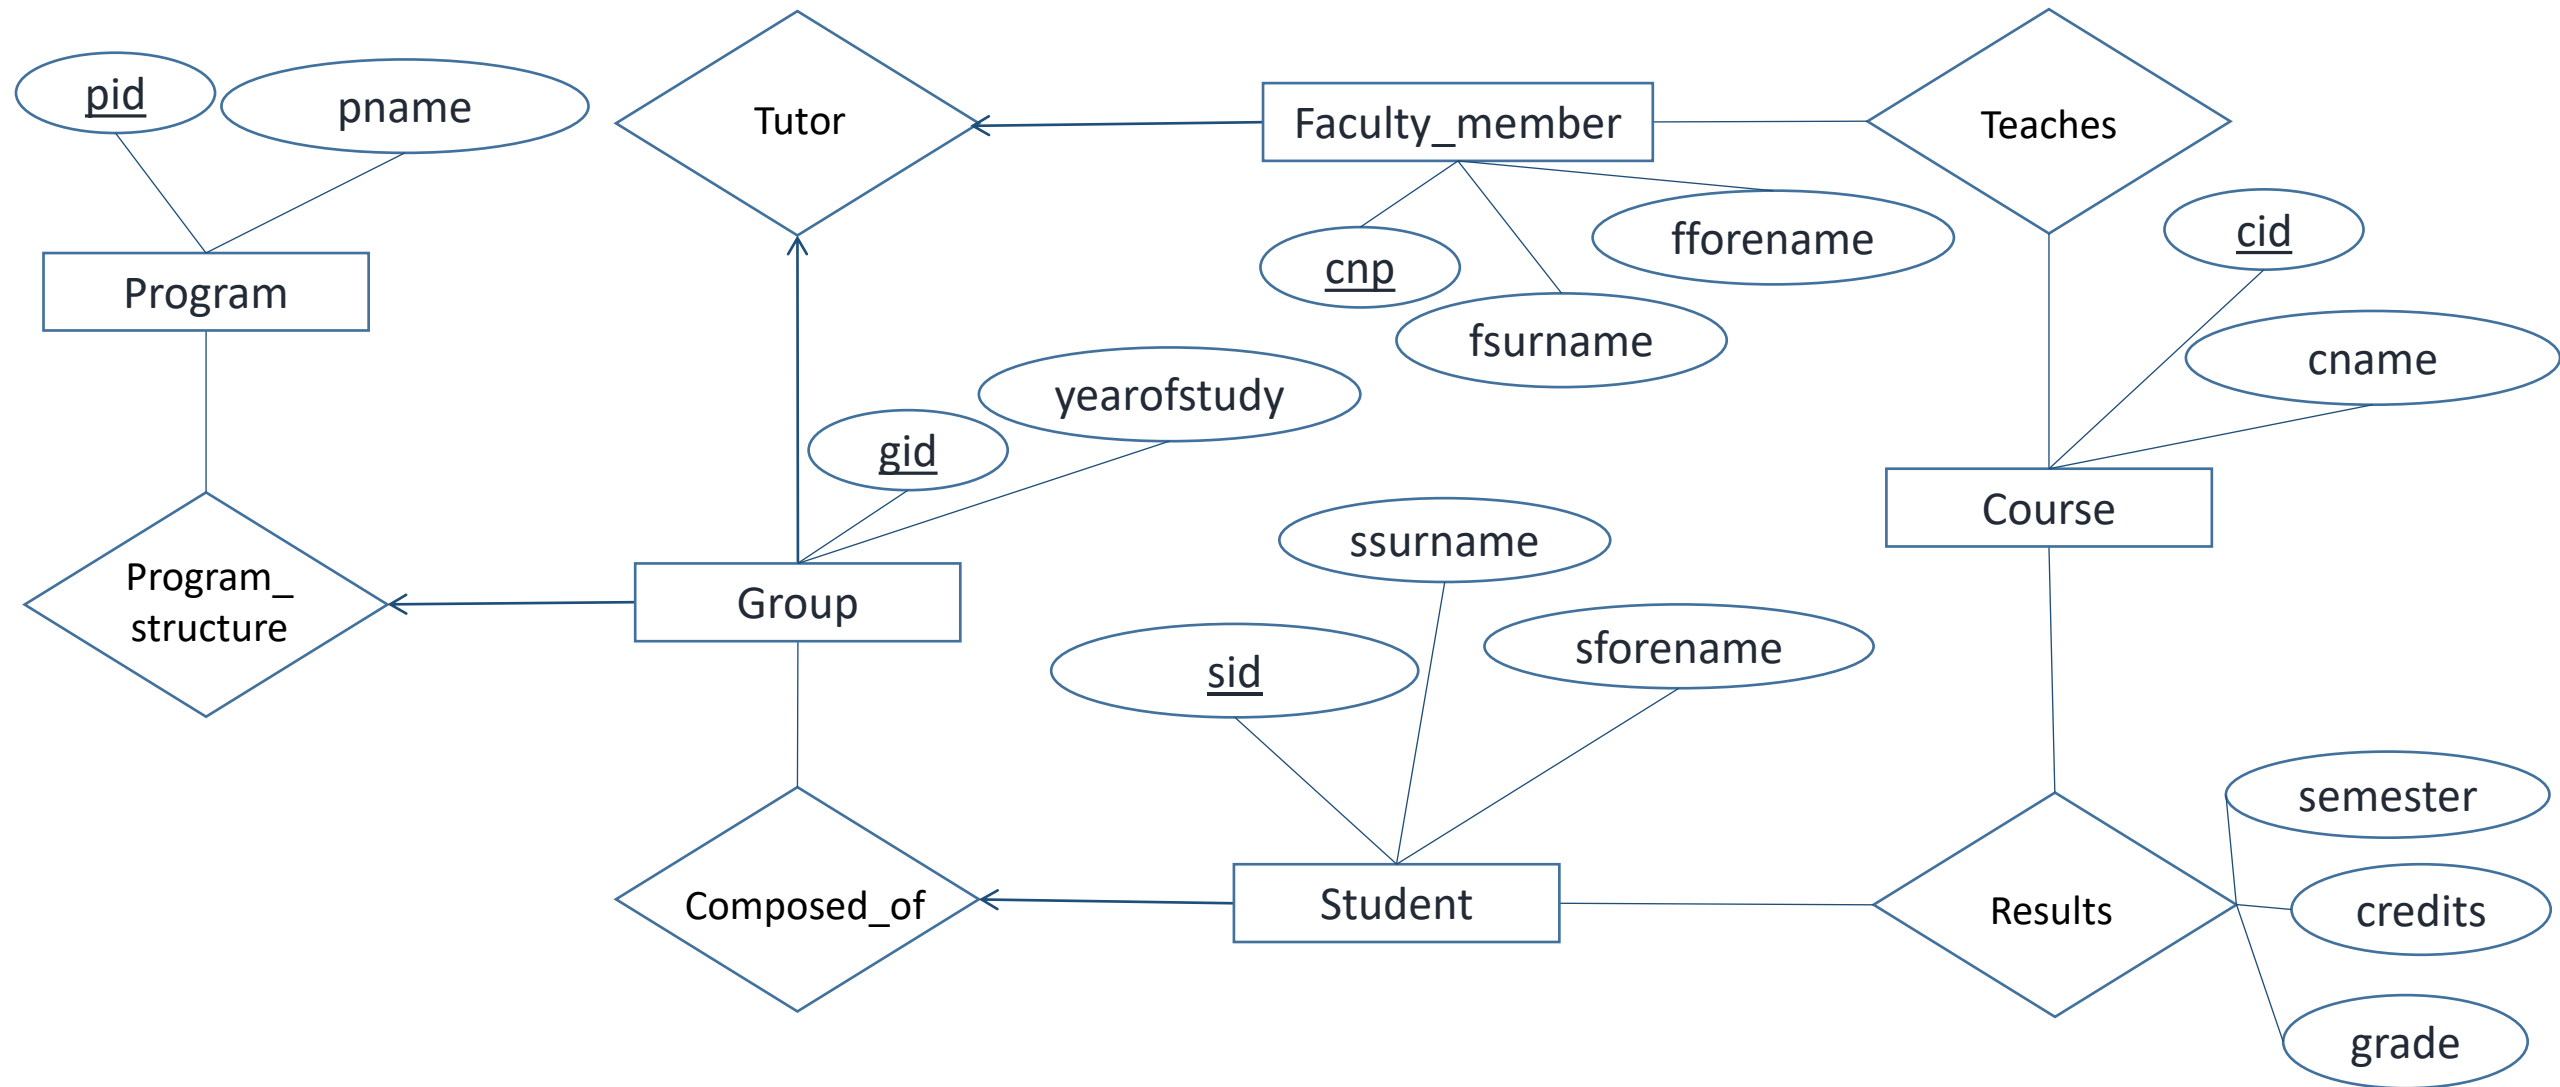 pid
pname
Tutor
Faculty_member
Teaches
cid
fforename
cnp
Program
fsurname
cname
yearofstudy
gid
Course
ssurname
Program_
structure
Group
sforename
sid
semester
Composed_of
Student
Results
credits
grade